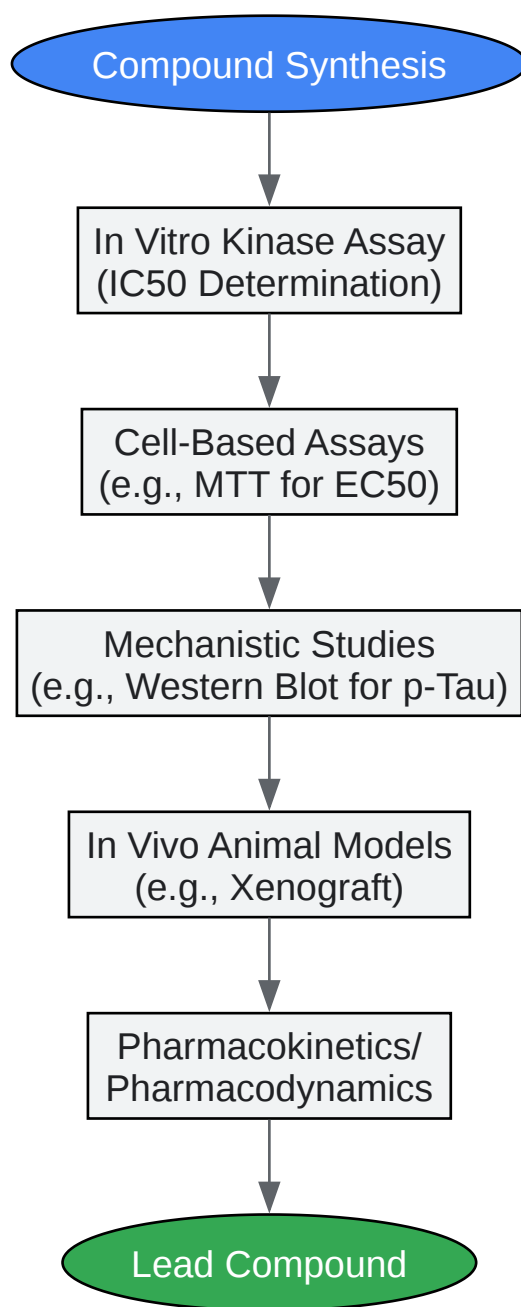 Compound Synthesis
In Vitro Kinase Assay
(IC50 Determination)
Cell-Based Assays
(e.g., MTT for EC50)
Mechanistic Studies
(e.g., Western Blot for p-Tau)
In Vivo Animal Models
(e.g., Xenograft)
Pharmacokinetics/
Pharmacodynamics
Lead Compound